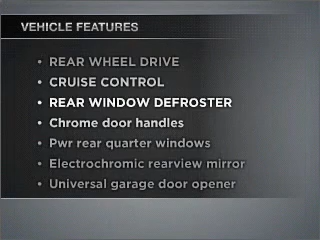 VEHICLE FEATURES
• REAR WHEEL DRIVE
• CRUISE CONTROL
• REAR WINDOW DEFROSTER
• Chrome door handles
• Pwr rear quarter windows
• Electrochromic rearview mirror
• Universal garage door opener